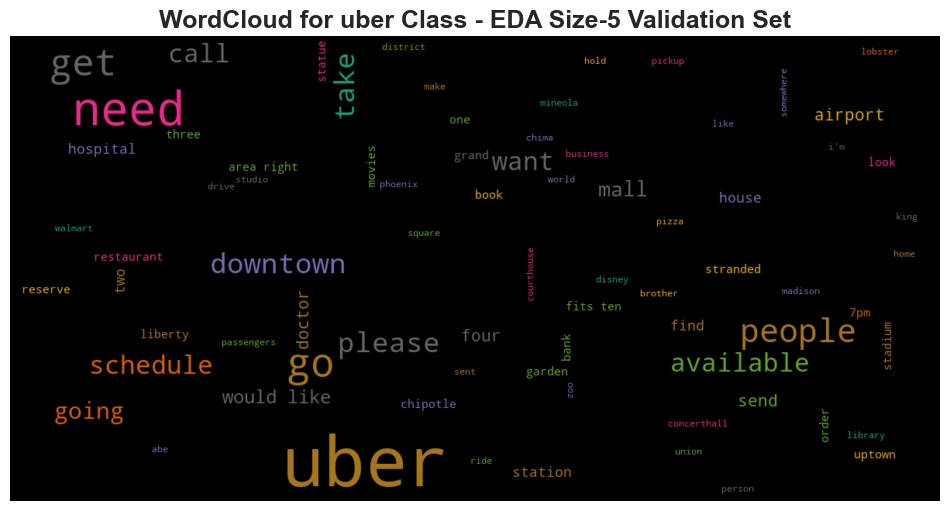 WordCloud for uber Class - EDA Size-5 Validation Set
get
call
statue
take
district
hold
pickup
lobster
need
make
mineola
somewhere
airport
three
one
chima
like
hospital
area right
movies
grand
want
business
i'm
look
drive
studio
phoenix
world
mall
book
house
walmart
square
pizza
king
restaurant
downtown
courthouse
home
reserve
two
disney
stranded
brother
madison
liberty
doctor
fits ten
7pm
passengers
please
four
bank
find
people
stadium
schedule
go
sent
garden
available
going
would like
chipotle
zoo
send
order
concerthall
library
abe
uber
ride
station
union
uptown
person